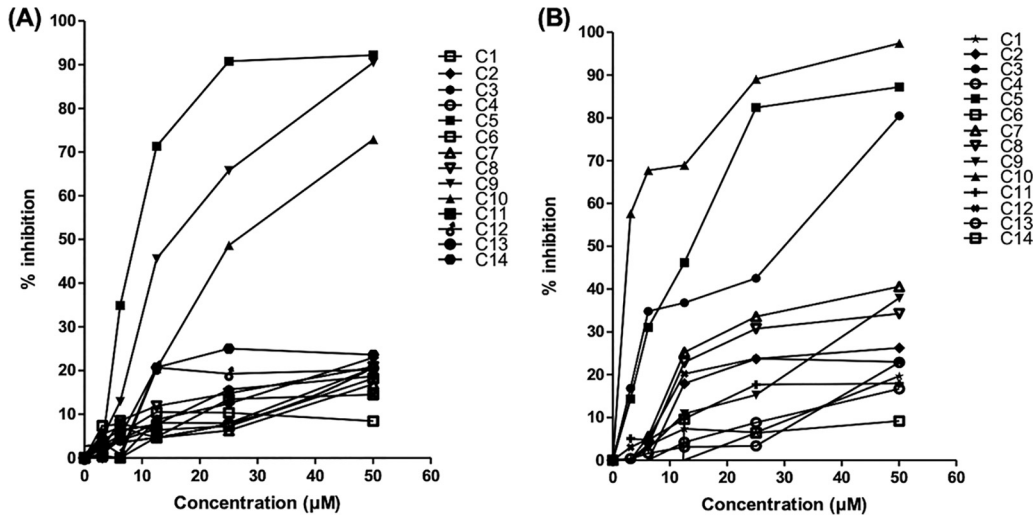 (A)
100
90
80
70
60
50
40
30
20
10
0
% inhibition
0 10 20 30 40 50 60
Concentration (µM)
C1
C2
C3
C4
C5
C6
C7
C8
C9
C10
C11
C12
C13
C14
(B)
100
90
80
70
60
50
40
30
20
10
0
% inhibition
0 10 20 30 40 50 60
Concentration (µM)
C1
C2
C3
C4
C5
C6
C7
C8
C9
C10
C11
C12
C13
C14